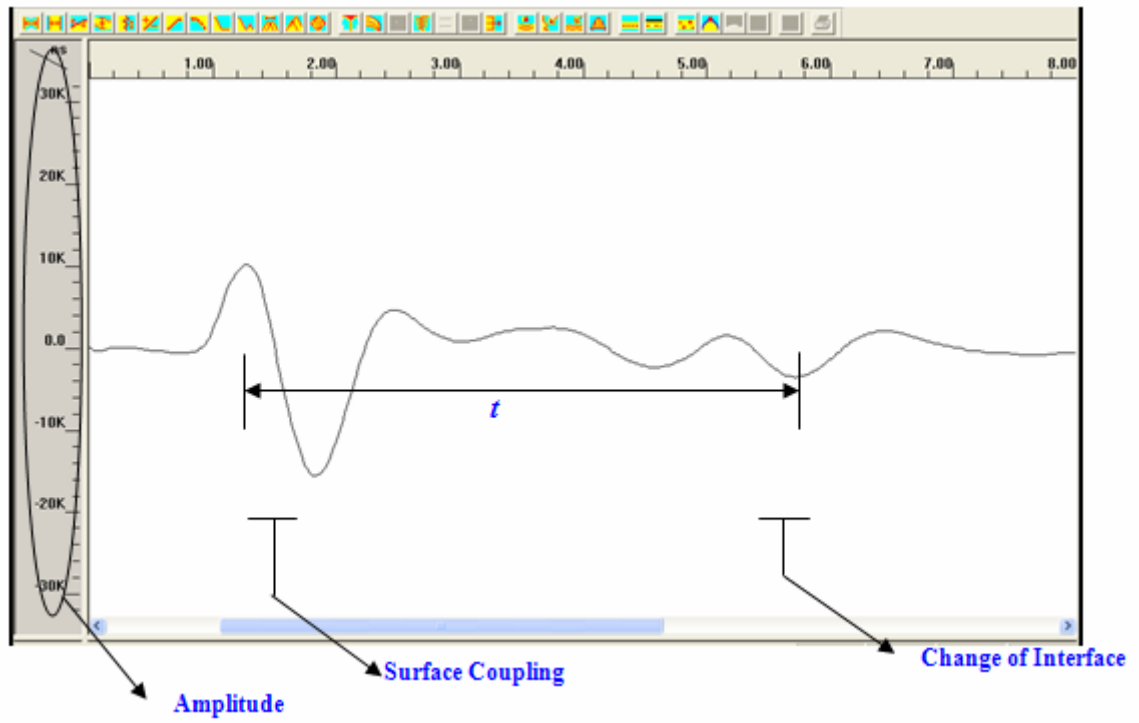 ns
1.00 2.00 3.00 4.00 5.00 6.00 7.00 8.00
30K
20K
10K
0.0
-10K
-20K
-30K
t
Surface Coupling
Change of Interface
Amplitude